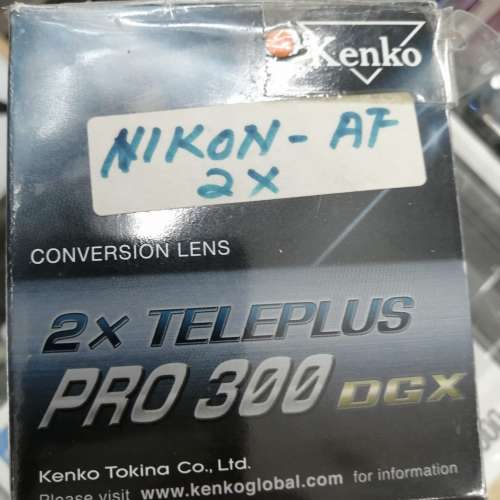 Kenko
NIKON - AF
2X
CONVERSION LENS
2x TELEPLUS
PRO 300 DGX
Kenko Tokina Co., Ltd.
Please visit www.kenkoglobal.com for information